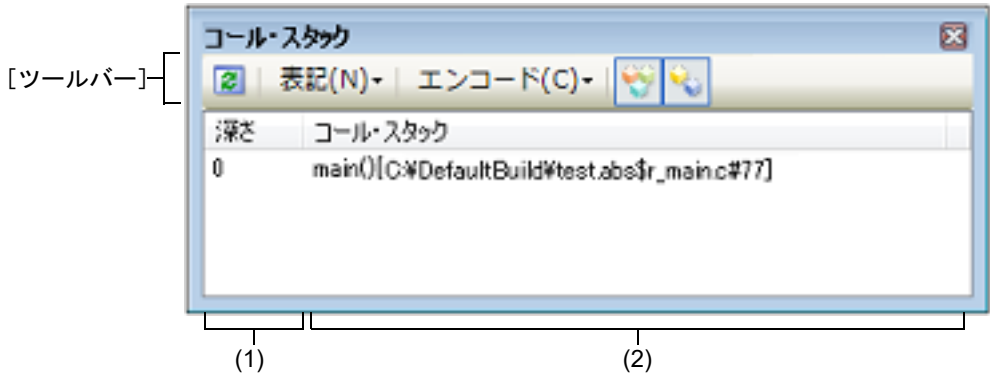 コール・スタック
[ツールバー]
表記(N) エンコード(C)
深さ コール・スタック
0 main()[C:¥DefaultBuild¥test.abs$r_main.c#77]
(1) (2)